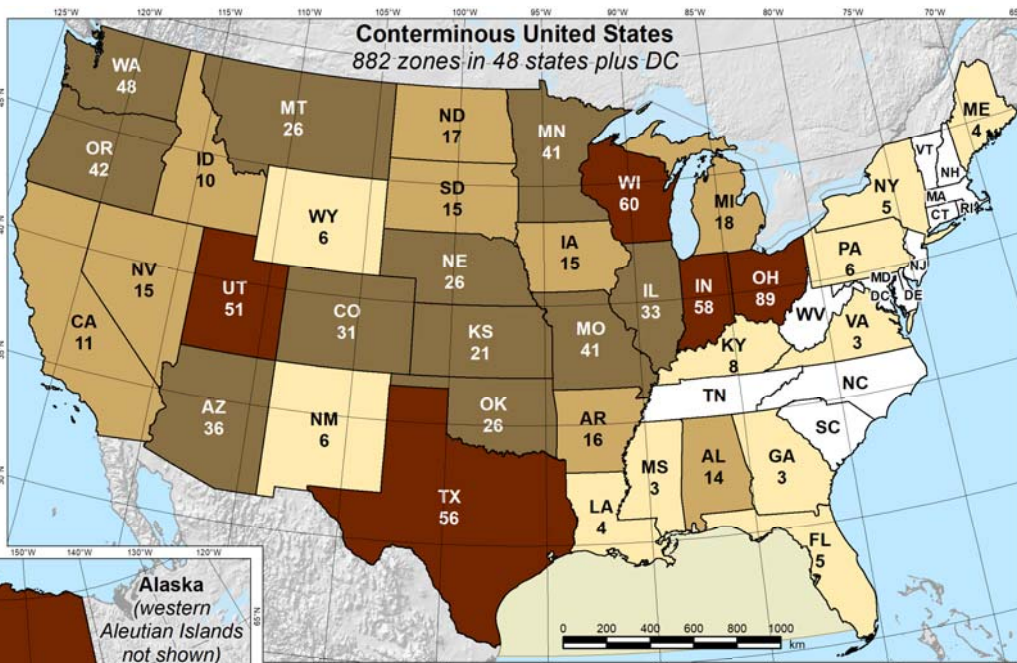 125°W
120°W
115°W
110°W
105°W
100°W
95°W
90°W
85°W
80°W
75°W
70°W
65
Conterminous United States
882 zones in 48 states plus DC
WA
48
MT
26
ND
17
MN
41
ME
4
OR
42
ID
10
SD
15
WI
60
MI
18
VT
NH
NY
5
MA
CT
RI
WY
6
IA
15
PA
6
NJ
NE
26
NV
15
UT
51
CO
31
IL
33
IN
58
OH
89
MD
DC
DE
WV
VA
3
CA
11
KS
21
MO
41
KY
8
NC
TN
AZ
36
NM
6
OK
26
AR
16
SC
MS
3
AL
14
GA
3
TX
56
LA
4
FL
5
45°N
40°N
35°N
30°N
150°W
140°W
130°W
120°W
65°N
Alaska
(western
Aleutian Islands
not shown)
0 200 400 600 800 1000
km